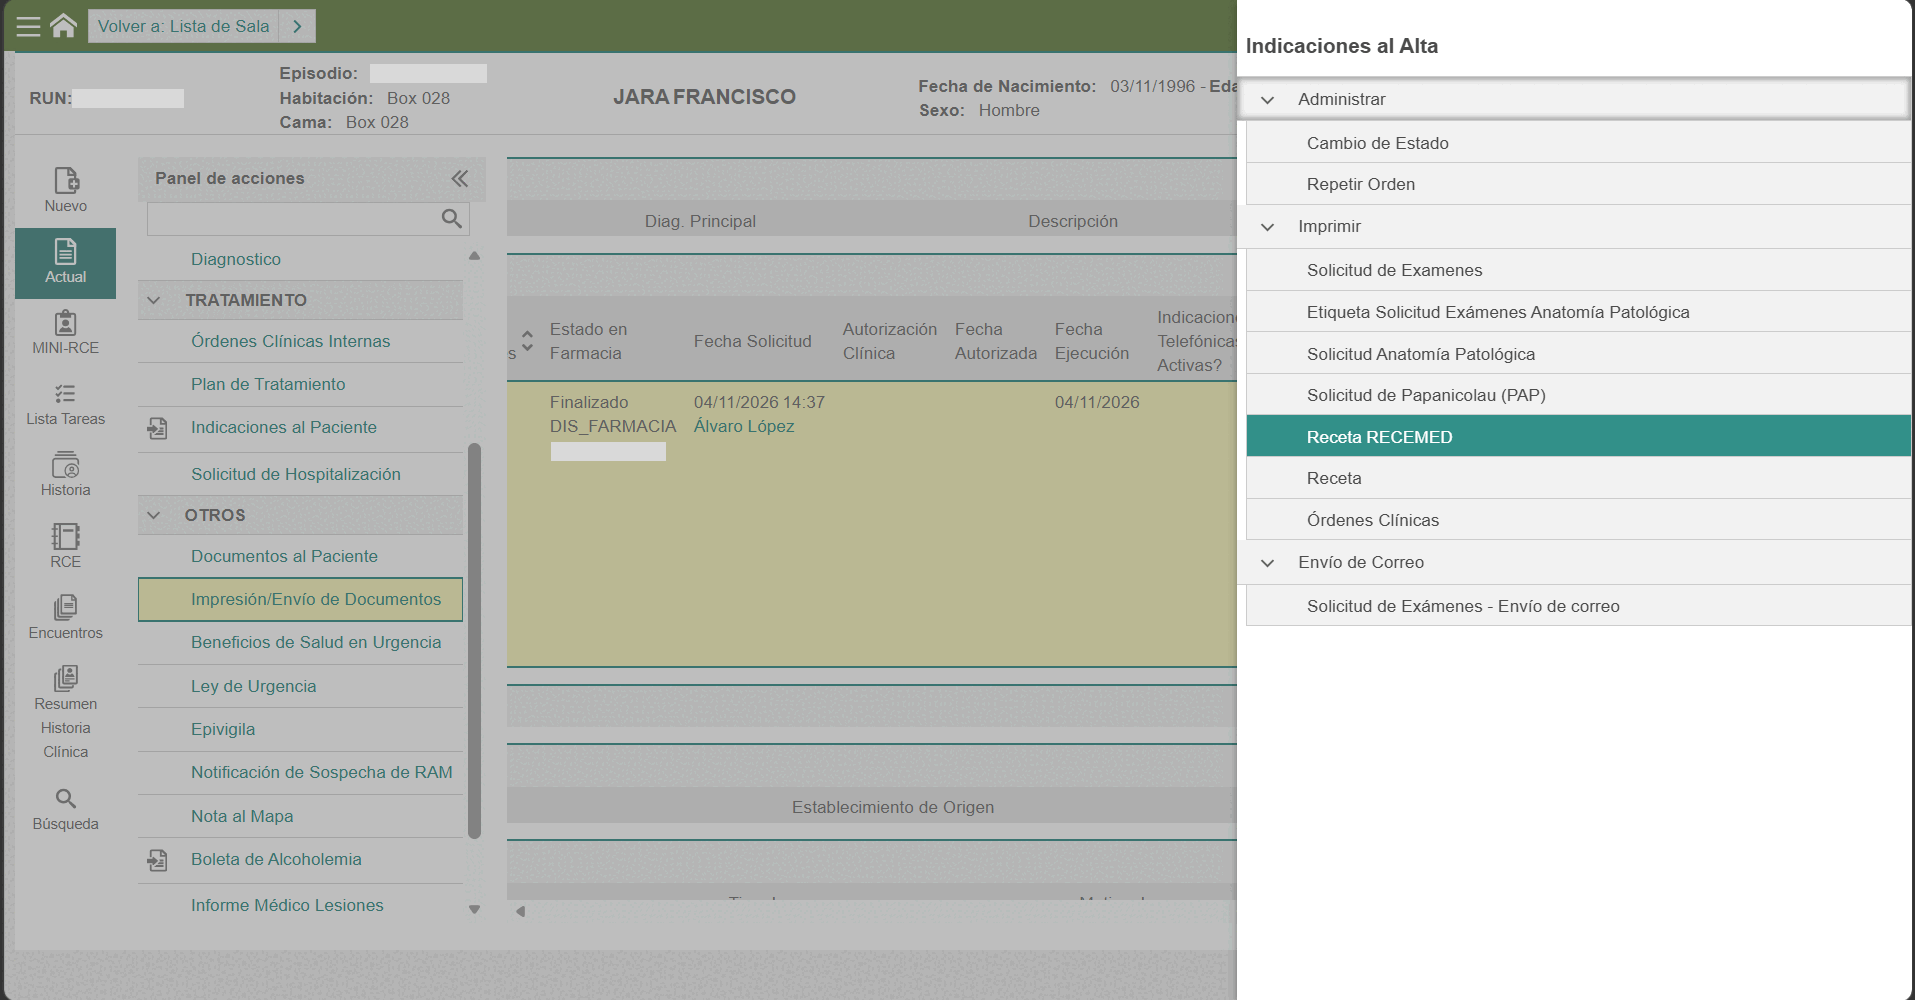 Volver a: Lista de Sala
RUN:
Episodio:
Habitación: Box 028
Cama: Box 028
JARA FRANCISCO
Fecha de Nacimiento: 03/11/1996 - Eda
Sexo: Hombre
Nuevo
Actual
MINI-RCE
Lista Tareas
Historia
RCE
Encuentros
Resumen
Historia
Clínica
Búsqueda
Panel de acciones
Diagnostico
TRATAMIENTO
Órdenes Clínicas Internas
Plan de Tratamiento
Indicaciones al Paciente
Solicitud de Hospitalización
OTROS
Documentos al Paciente
Impresión/Envío de Documentos
Beneficios de Salud en Urgencia
Ley de Urgencia
Epivigila
Notificación de Sospecha de RAM
Nota al Mapa
Boleta de Alcoholemia
Informe Médico Lesiones
Diag. Principal
Descripción
s
Estado en
Farmacia
Fecha Solicitud
Autorización
Clínica
Fecha
Autorizada
Fecha
Ejecución
Indicacion
Telefónica
Activas?
Finalizado
DIS_FARMACIA
04/11/2026 14:37
Álvaro López
04/11/2026
Establecimiento de Origen
Indicaciones al Alta
Administrar
Cambio de Estado
Repetir Orden
Imprimir
Solicitud de Examenes
Etiqueta Solicitud Exámenes Anatomía Patológica
Solicitud Anatomía Patológica
Solicitud de Papanicolau (PAP)
Receta RECEMED
Receta
Órdenes Clínicas
Envío de Correo
Solicitud de Exámenes - Envío de correo